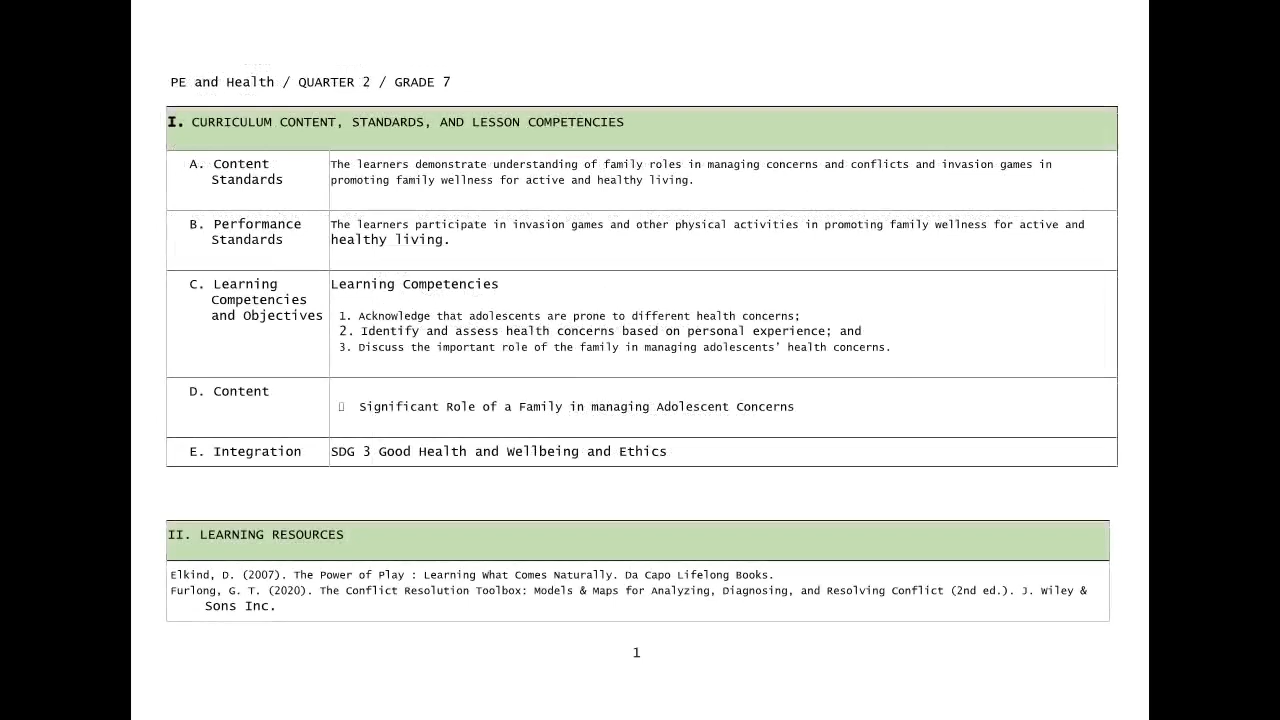 PE and Health / QUARTER 2 / GRADE 7
I. CURRICULUM CONTENT, STANDARDS, AND LESSON COMPETENCIES
A. Content Standards
The learners demonstrate understanding of family roles in managing concerns and conflicts and invasion games in
promoting family wellness for active and healthy living.
B. Performance Standards
The learners participate in invasion games and other physical activities in promoting family wellness for active and
healthy living.
C. Learning Competencies and Objectives
Learning Competencies
1. Acknowledge that adolescents are prone to different health concerns;
2. Identify and assess health concerns based on personal experience; and
3. Discuss the important role of the family in managing adolescents’ health concerns.
D. Content
Significant Role of a Family in managing Adolescent Concerns
E. Integration
SDG 3 Good Health and Wellbeing and Ethics
II. LEARNING RESOURCES
Elkind, D. (2007). The Power of Play : Learning What Comes Naturally. Da Capo Lifelong Books.
Furlong, G. T. (2020). The Conflict Resolution Toolbox: Models & Maps for Analyzing, Diagnosing, and Resolving Conflict (2nd ed.). J. Wiley &
Sons Inc.
1